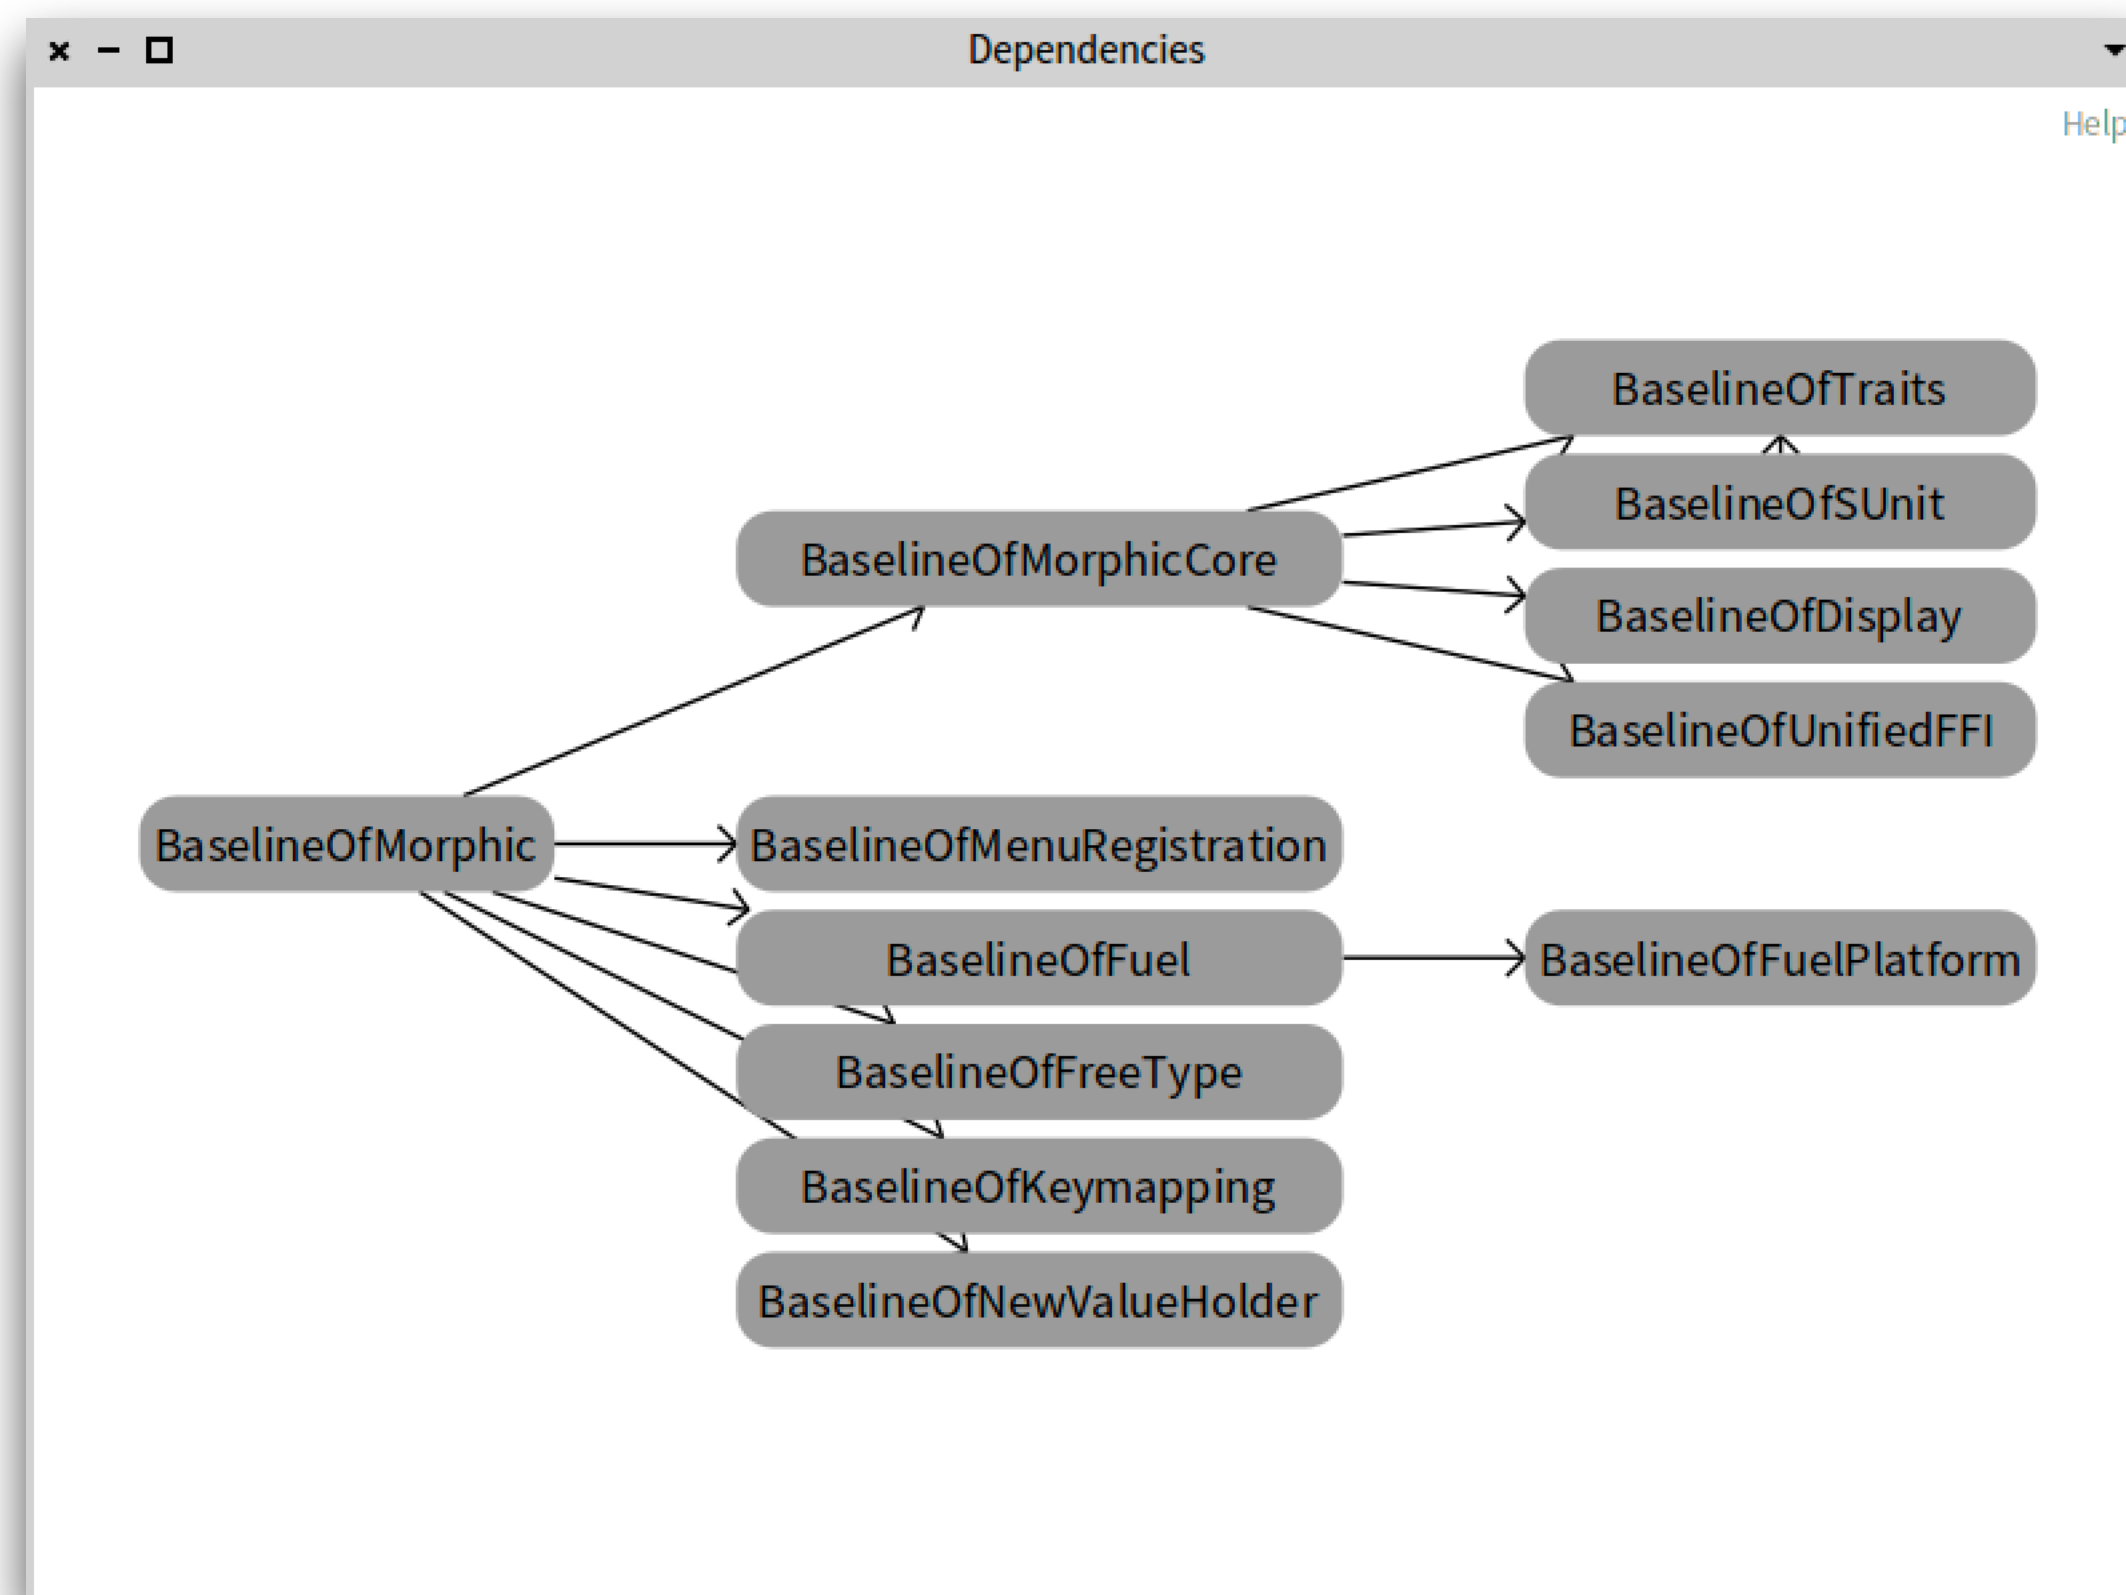 Dependencies
Help
BaselineOfTraits
BaselineOfSUnit
BaselineOfMorphicCore
BaselineOfDisplay
BaselineOfUnifiedFFI
BaselineOfMorphic
BaselineOfMenuRegistration
BaselineOfFuel
BaselineOfFuelPlatform
BaselineOfFreeType
BaselineOfKeymapping
BaselineOfNewValueHolder